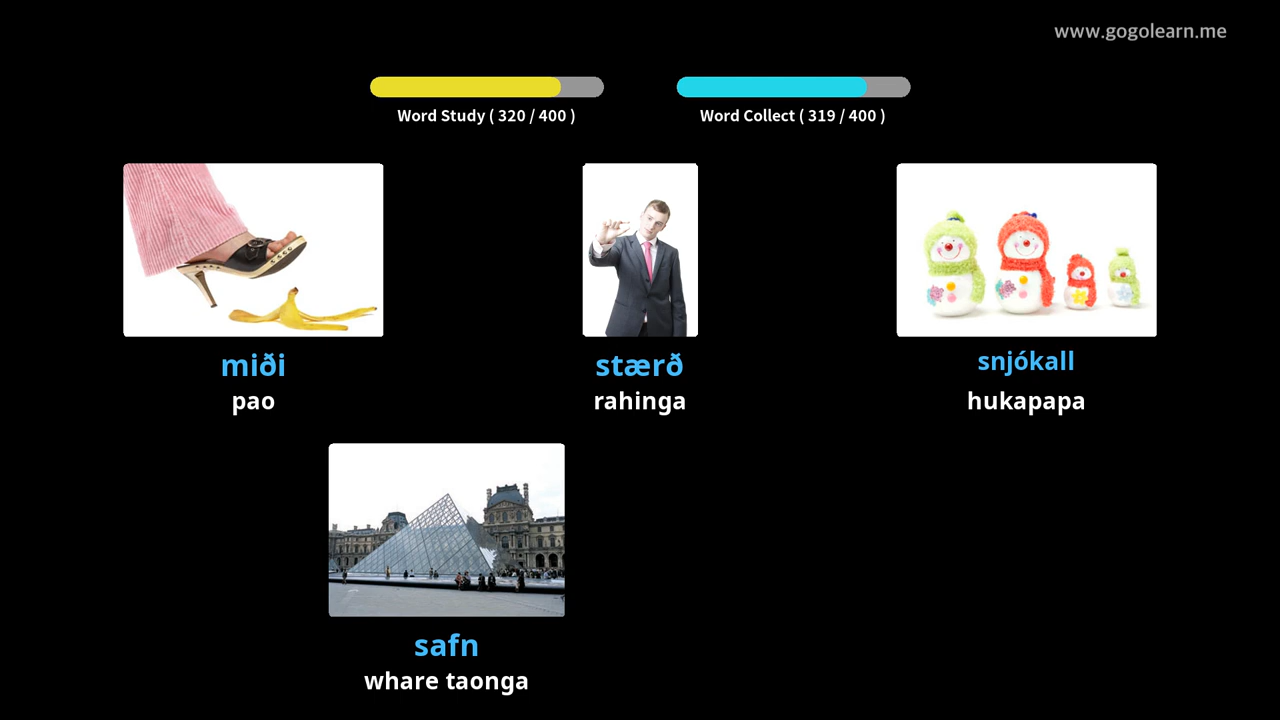 www.gogolearn.me
Word Study ( 320 / 400 )
Word Collect ( 319 / 400 )
miði
pao
stærð
rahinga
snjókall
hukapapa
safn
whare taonga